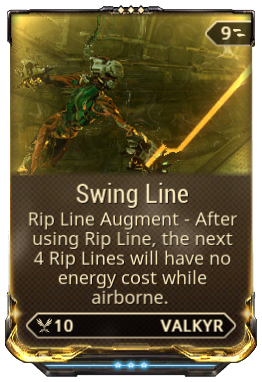 9
Swing Line
Rip Line Augment - After
using Rip Line, the next
4 Rip Lines will have no
energy cost while
airborne.
10 VALKYR